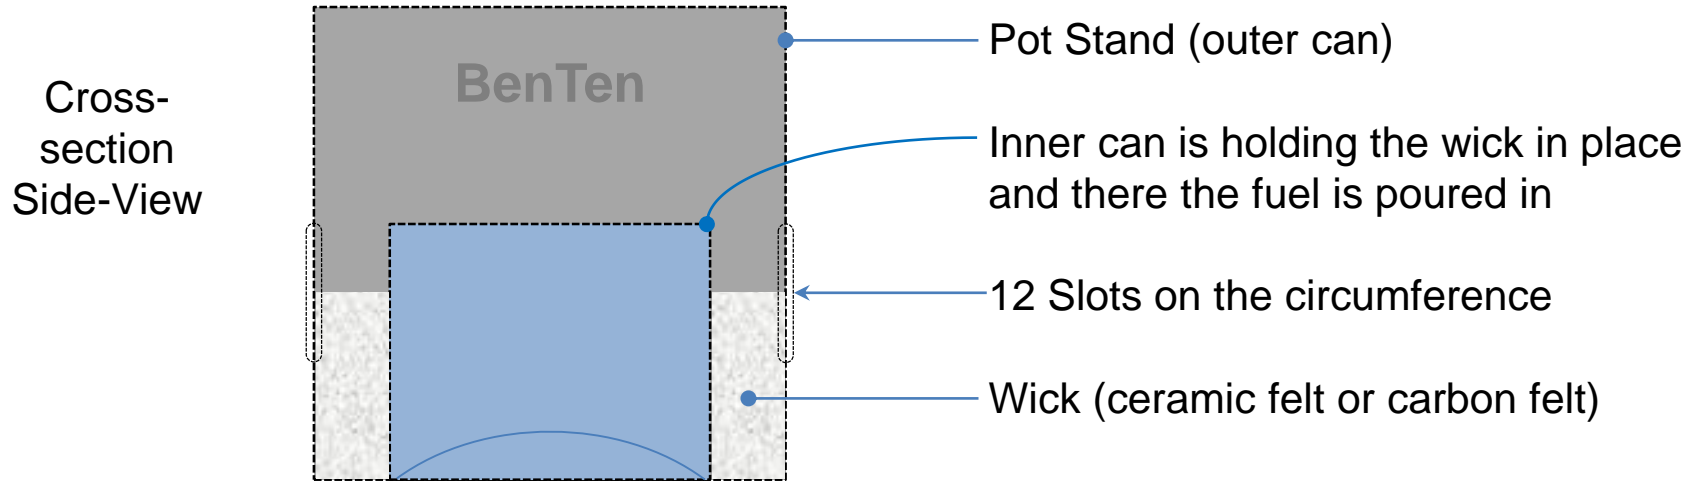 Cross-
section
Side-View
BenTen
Pot Stand (outer can)
Inner can is holding the wick in place
and there the fuel is poured in
12 Slots on the circumference
Wick (ceramic felt or carbon felt)